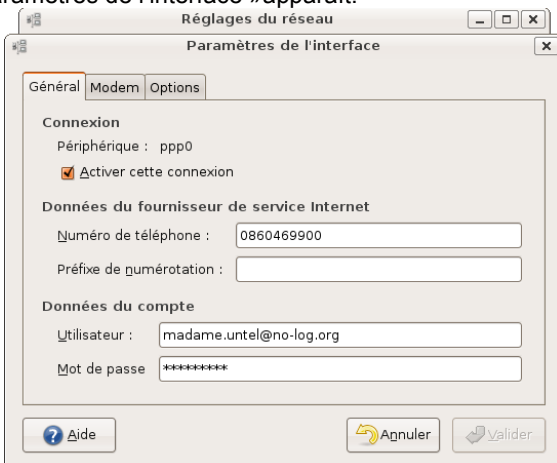 paramètres de l'interface »apparaît.
Réglages du réseau
Paramètres de l'interface
Général Modem Options
Connexion
Périphérique : ppp0
Activer cette connexion
Données du fournisseur de service Internet
Numéro de téléphone : 0860469900
Préfixe de numérotation :
Données du compte
Utilisateur : madame.untel@no-log.org
Mot de passe *********
Aide Annuler Valider